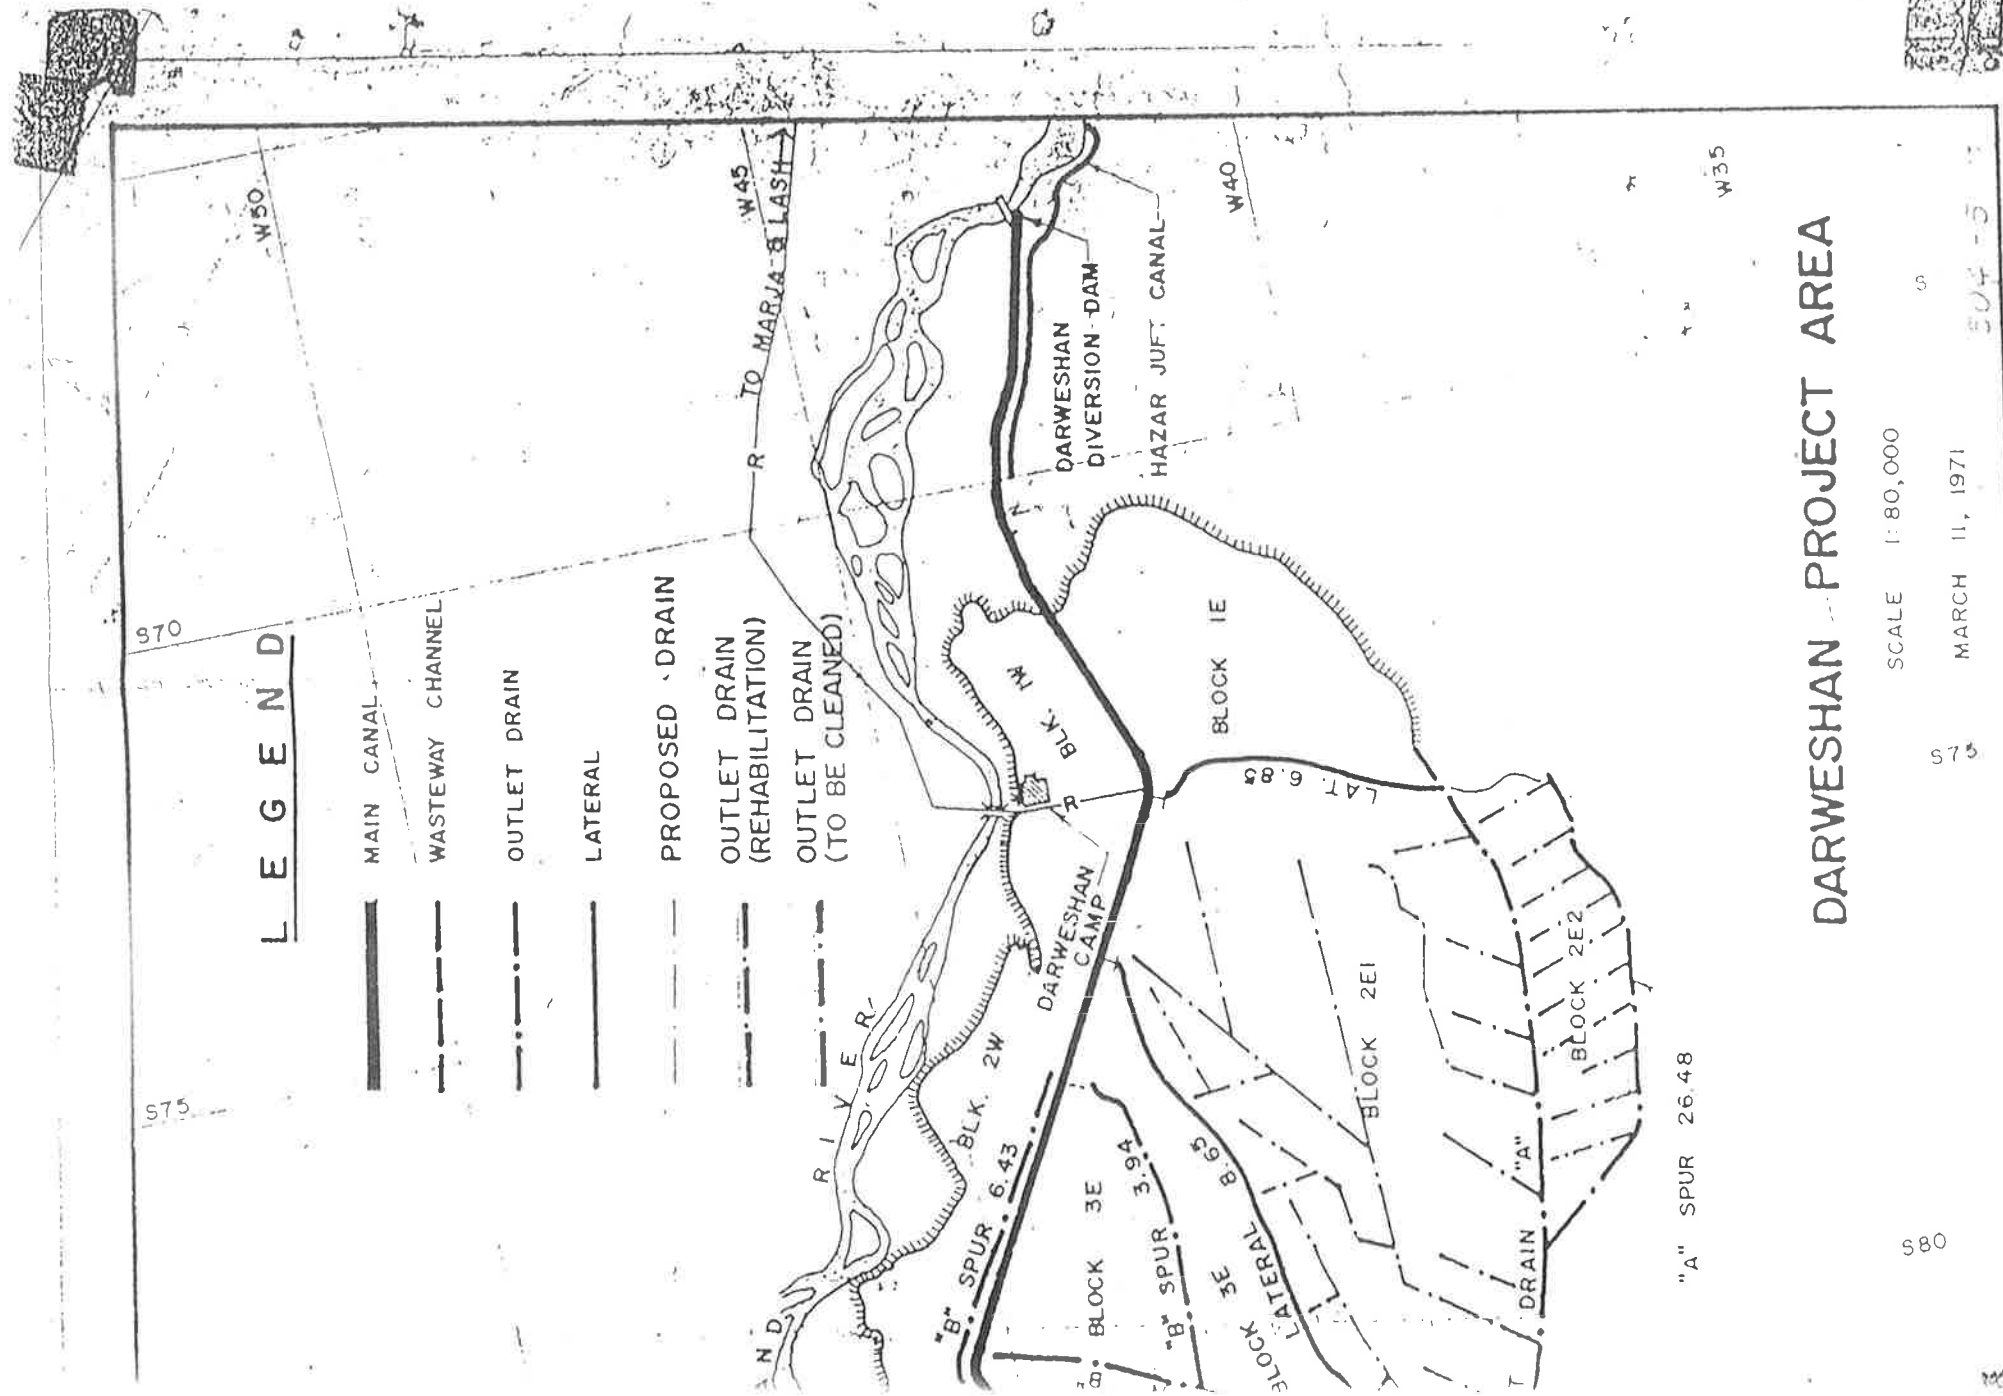 LEGEND
MAIN CANAL
WASTEWAY CHANNEL
OUTLET DRAIN
LATERAL
PROPOSED DRAIN
OUTLET DRAIN
(REHABILITATION)
OUTLET DRAIN
(TO BE CLEANED)
S70
S75
W50
W45
W40
W35
S75
S80
R TO MARJA & LASH
RIVER
DARWESHAN
DIVERSION DAM
HAZAR JUFT CANAL
BLK. 1W
BLOCK 1E
R
LAT. 6.85
DARWESHAN
CAMP
BLK. 2W
BLOCK 2E1
BLOCK 2E2
"B" SPUR 6.43
BLOCK 3E
"B" SPUR 3.94
BLOCK 3E
LATERAL 8.65
DRAIN "A"
"A" SPUR 26.48
DARWESHAN PROJECT AREA
SCALE 1:80,000
MARCH 11, 1971